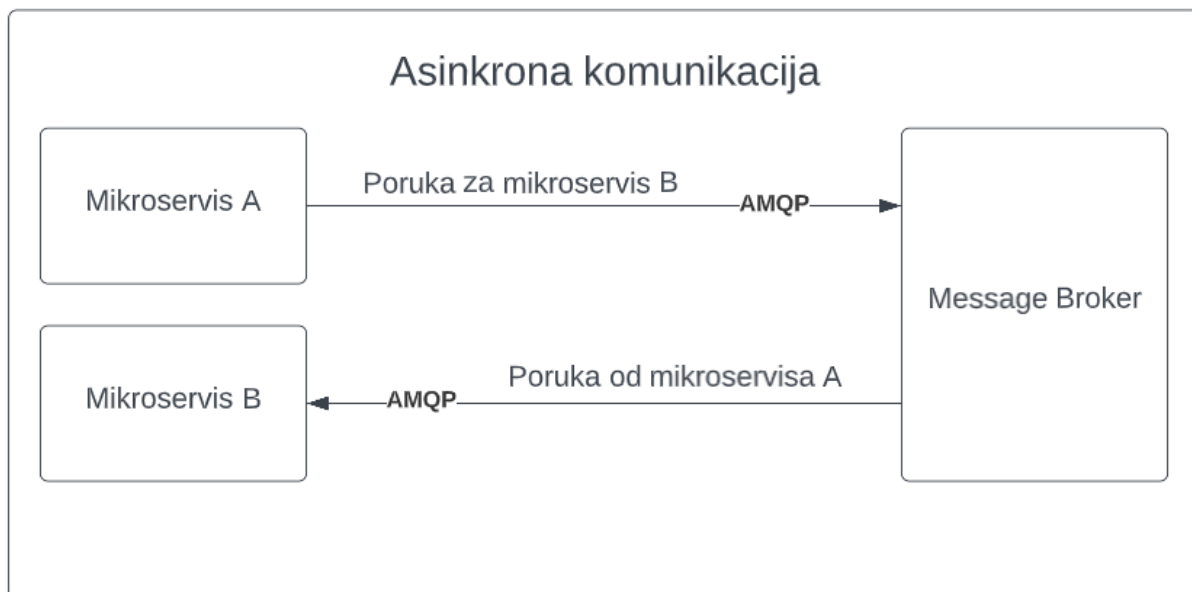 Asinkrona komunikacija
Mikroservis A
Poruka za mikroservis B
AMQP
Message Broker
Poruka od mikroservisa A
AMQP
Mikroservis B